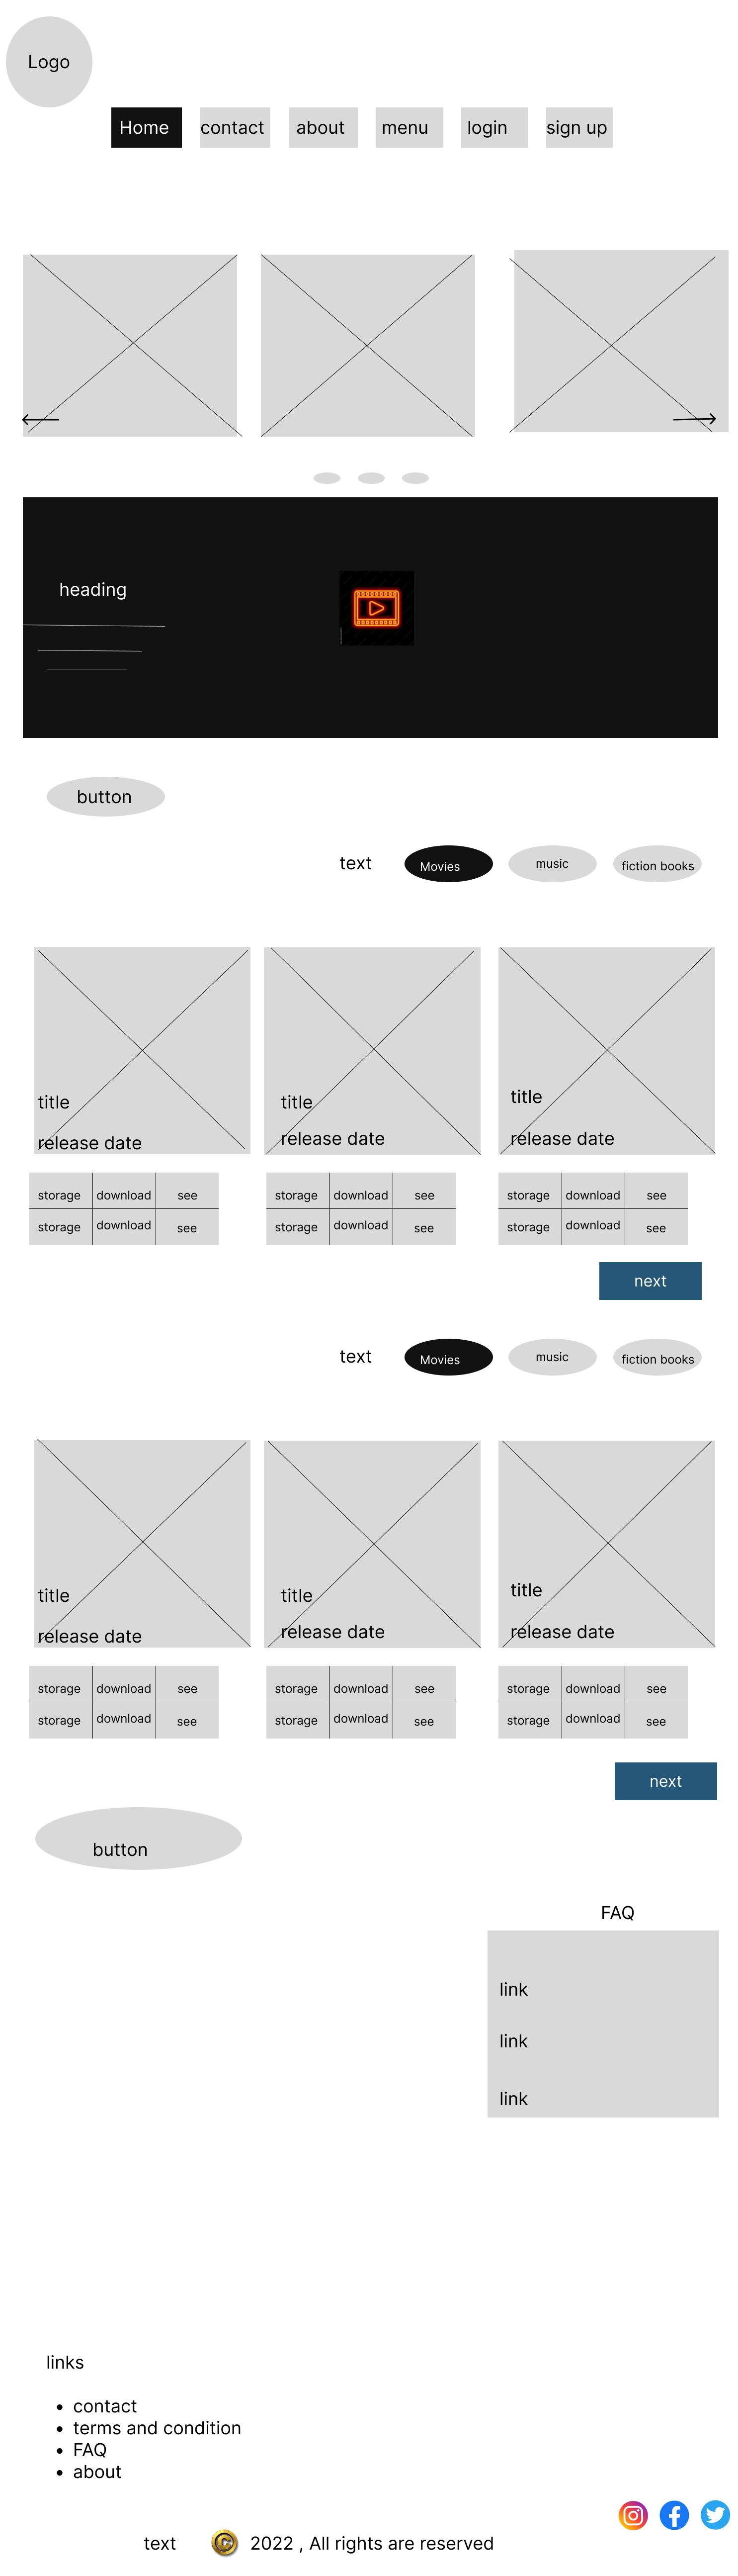 Logo
Home contact about menu login sign up
heading
button
text Movies music fiction books
title title title
release date release date release date
storage download see storage download see storage download see
storage download see storage download see storage download see
next
text Movies music fiction books
title title title
release date release date release date
storage download see storage download see storage download see
storage download see storage download see storage download see
next
button
FAQ
link
link
link
links
• contact
• terms and condition
• FAQ
• about
text © 2022 , All rights are reserved